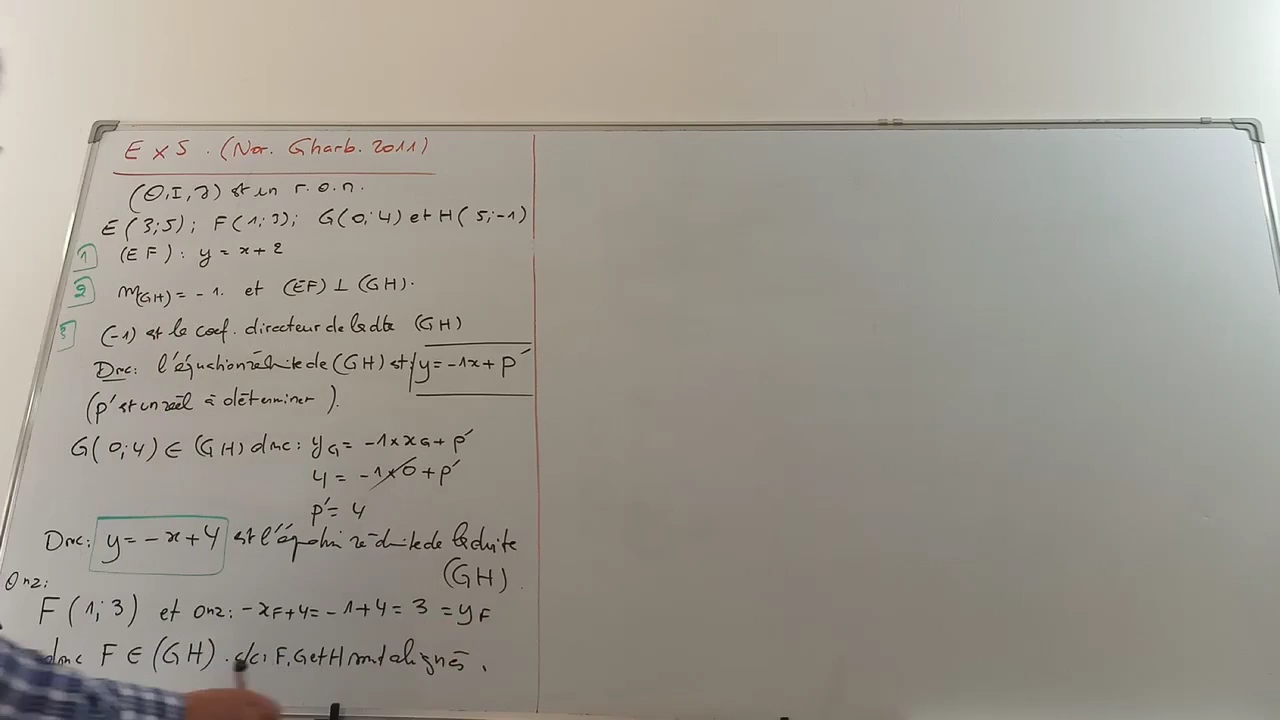 Ex 5. (Nor. Gharb. 2011)
(O,I,J) est un r.o.n.
E(3;5); F(1;3); G(0;4) et H(5;-1)
1 (EF): y = x+2
2 m(GH) = -1. et (EF) ⊥ (GH).
3 (-1) est le coef. directeur de la dte (GH)
Donc: l'équation réduite de (GH) est y = -1x + p'
(p' est un réel à déterminer).
G(0;4) ∈ (GH) donc: yG = -1×xG + p'
4 = -1×0 + p'
p' = 4
Donc: y = -x+4 est l'équation réduite de la droite
(GH)
On a:
F(1;3) et on a: -xF+4 = -1+4 = 3 = yF
donc F ∈ (GH). c/c: F, G et H sont alignés.